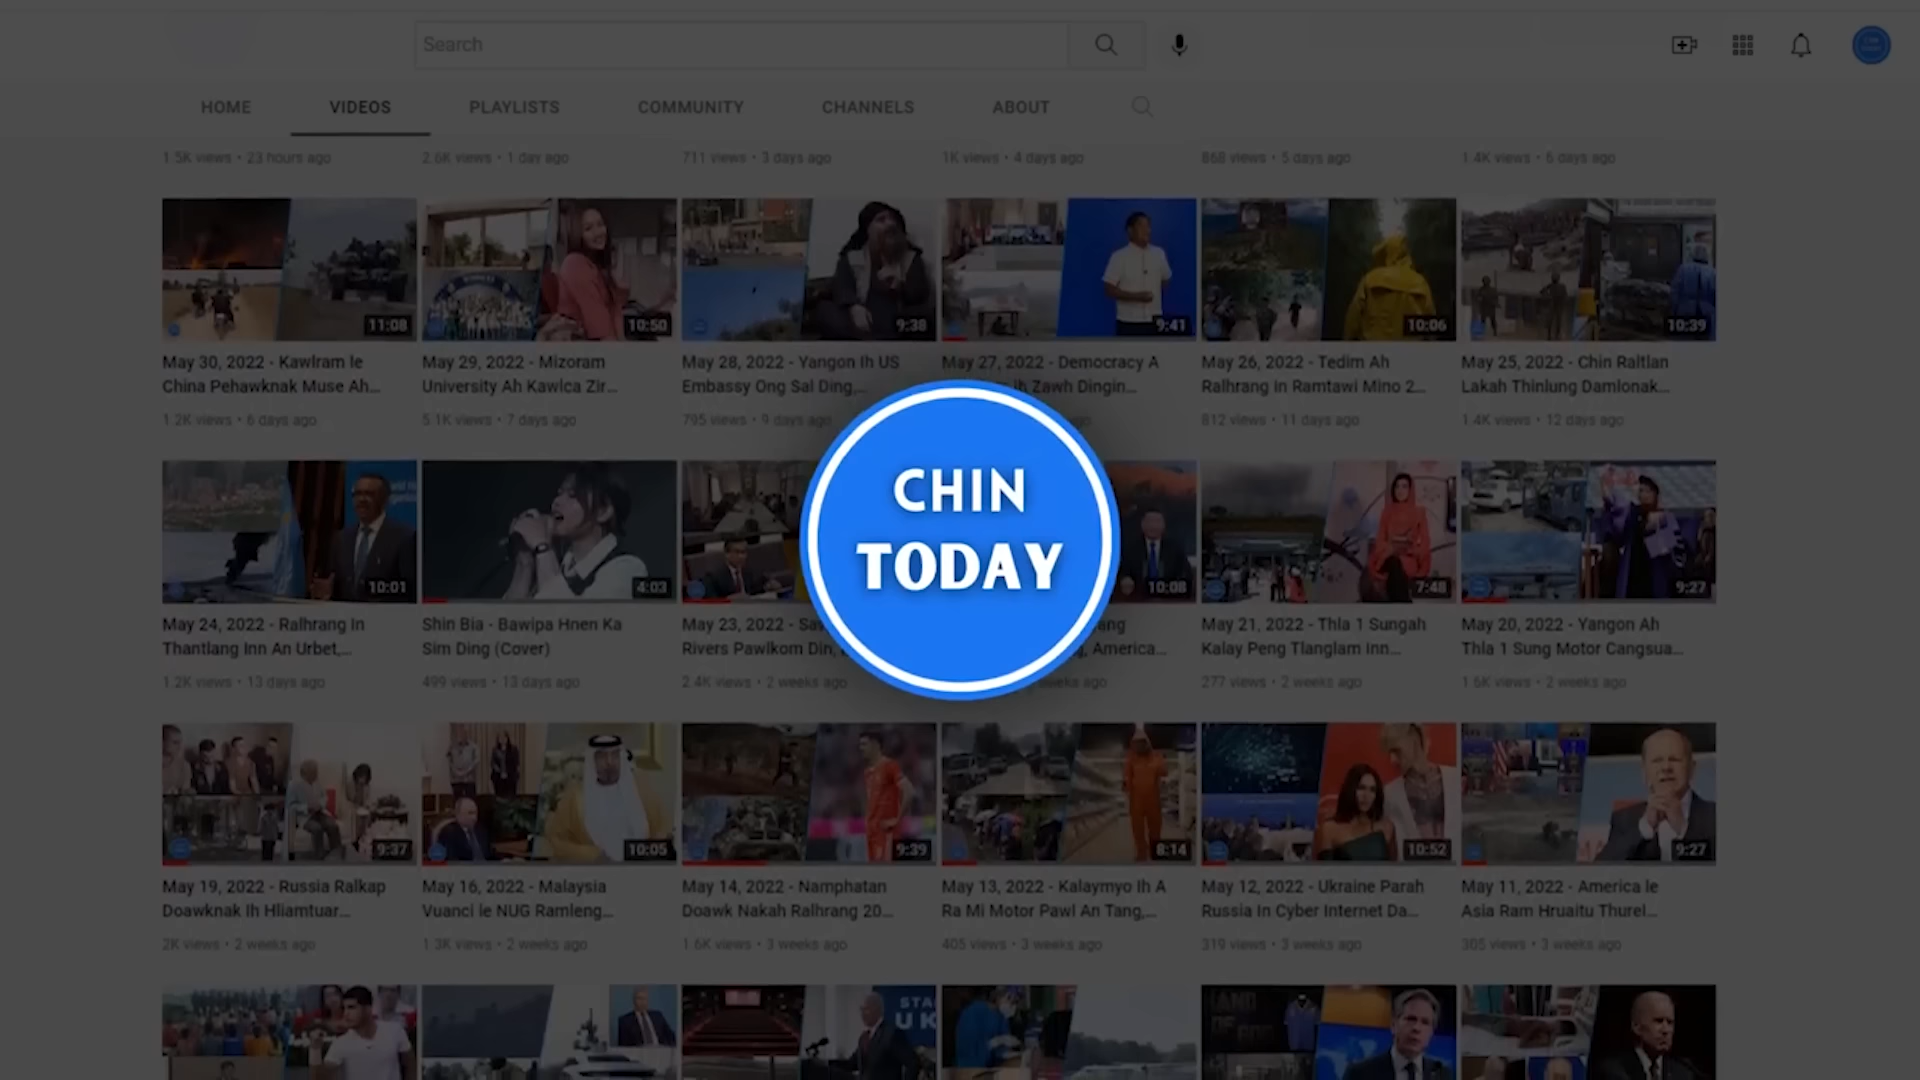 Search
HOME
VIDEOS
PLAYLISTS
COMMUNITY
CHANNELS
ABOUT
1.5K views • 23 hours ago
2.6K views • 1 day ago
711 views • 3 days ago
1K views • 4 days ago
868 views • 5 days ago
1.4K views • 6 days ago
11:08
10:50
9:38
9:41
10:06
10:39
May 30, 2022 - Kawlram le
China Pehawknak Muse Ah...
1.2K views • 6 days ago
May 29, 2022 - Mizoram
University Ah Kawlca Zir...
5.1K views • 7 days ago
May 28, 2022 - Yangon Ih US
Embassy Ong Sal Ding,...
795 views • 9 days ago
May 27, 2022 - Democracy A
ih Zawh Dingin...
ago
May 26, 2022 - Tedim Ah
Ralhrang in Ramtawi Mino 2...
812 views • 11 days ago
May 25, 2022 - Chin Raltlan
Lakah Thinlung Damlonak...
1.4K views • 12 days ago
CHIN
TODAY
10:01
4:03
10:08
7:48
9:27
May 24, 2022 - Ralhrang In
Thantlang Inn An Urbet,...
1.2K views • 13 days ago
Shin Bia - Bawipa Hnen Ka
Sim Ding (Cover)
499 views • 13 days ago
May 23, 2022 -
Rivers Pawlkom Din,
2.4K views • 2 weeks ago
America...
weeks ago
May 21, 2022 - Thla 1 Sungah
Kalay Peng Tlanglam Inn...
277 views • 2 weeks ago
May 20, 2022 - Yangon Ah
Thla 1 Sung Motor Cangsua...
1.6K views • 2 weeks ago
9:37
10:05
9:39
8:14
10:52
9:27
May 19, 2022 - Russia Ralkap
Doawknak Ih Hliamtuar...
2K views • 2 weeks ago
May 16, 2022 - Malaysia
Vuanci le NUG Ramleng...
1.3K views • 2 weeks ago
May 14, 2022 - Namphatan
Doawk Nakah Ralhrang 20...
1.6K views • 3 weeks ago
May 13, 2022 - Kalaymyo Ih A
Ra Mi Motor Pawl An Tang,...
405 views • 3 weeks ago
May 12, 2022 - Ukraine Parah
Russia In Cyber Internet Da...
319 views • 3 weeks ago
May 11, 2022 - America le
Asia Ram Hruaitu Thurel...
305 views • 3 weeks ago